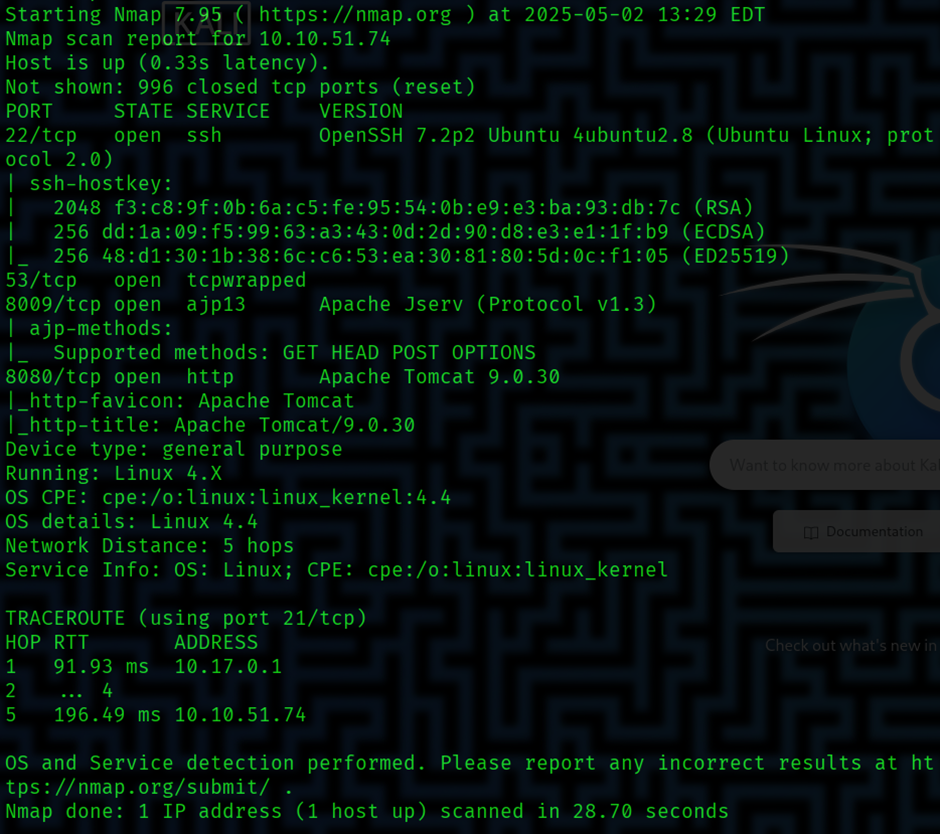 Starting Nmap 7.95 ( https://nmap.org ) at 2025-05-02 13:29 EDT
Nmap scan report for 10.10.51.74
Host is up (0.33s latency).
Not shown: 996 closed tcp ports (reset)
PORT     STATE SERVICE    VERSION
22/tcp   open  ssh        OpenSSH 7.2p2 Ubuntu 4ubuntu2.8 (Ubuntu Linux; prot
ocol 2.0)
| ssh-hostkey:
|   2048 f3:c8:9f:0b:6a:c5:fe:95:54:0b:e9:e3:ba:93:db:7c (RSA)
|   256 dd:1a:09:f5:99:63:a3:43:0d:2d:90:d8:e3:e1:1f:b9 (ECDSA)
|_  256 48:d1:30:1b:38:6c:c6:53:ea:30:81:80:5d:0c:f1:05 (ED25519)
53/tcp   open  tcpwrapped
8009/tcp open  ajp13      Apache Jserv (Protocol v1.3)
| ajp-methods:
|_  Supported methods: GET HEAD POST OPTIONS
8080/tcp open  http       Apache Tomcat 9.0.30
|_http-favicon: Apache Tomcat
|_http-title: Apache Tomcat/9.0.30
Device type: general purpose
Running: Linux 4.X
OS CPE: cpe:/o:linux:linux_kernel:4.4
OS details: Linux 4.4
Network Distance: 5 hops
Service Info: OS: Linux; CPE: cpe:/o:linux:linux_kernel
TRACEROUTE (using port 21/tcp)
HOP RTT       ADDRESS
1   91.93 ms  10.17.0.1
2   ... 4
5   196.49 ms 10.10.51.74
OS and Service detection performed. Please report any incorrect results at ht
tps://nmap.org/submit/ .
Nmap done: 1 IP address (1 host up) scanned in 28.70 seconds
KALI
Want to know more about Kal
Documentation
Check out what's new in